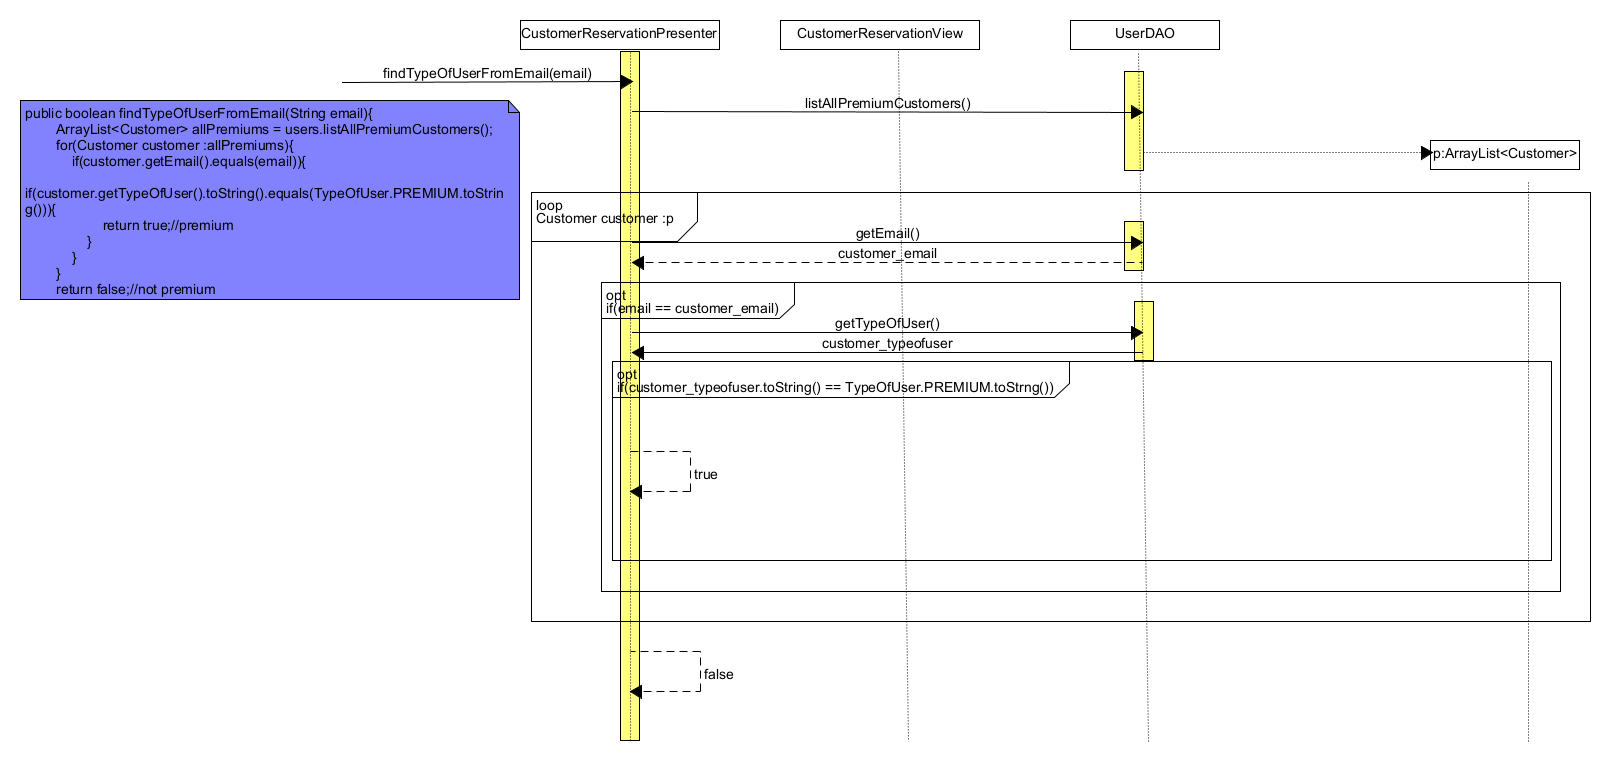 CustomerReservationPresenter
CustomerReservationView
UserDAO
findTypeOfUserFromEmail(email)
listAllPremiumCustomers()
public boolean findTypeOfUserFromEmail(String email){
ArrayList<Customer> allPremiums = users.listAllPremiumCustomers();
for(Customer customer :allPremiums){
if(customer.getEmail().equals(email)){
if(customer.getTypeOfUser().toString().equals(TypeOfUser.PREMIUM.toStrin
g())){
return true;//premium
}
}
}
return false;//not premium
p:ArrayList<Customer>
loop
Customer customer :p
getEmail()
customer_email
opt
if(email == customer_email)
getTypeOfUser()
customer_typeofuser
opt
if(customer_typeofuser.toString() == TypeOfUser.PREMIUM.toStrng())
true
false